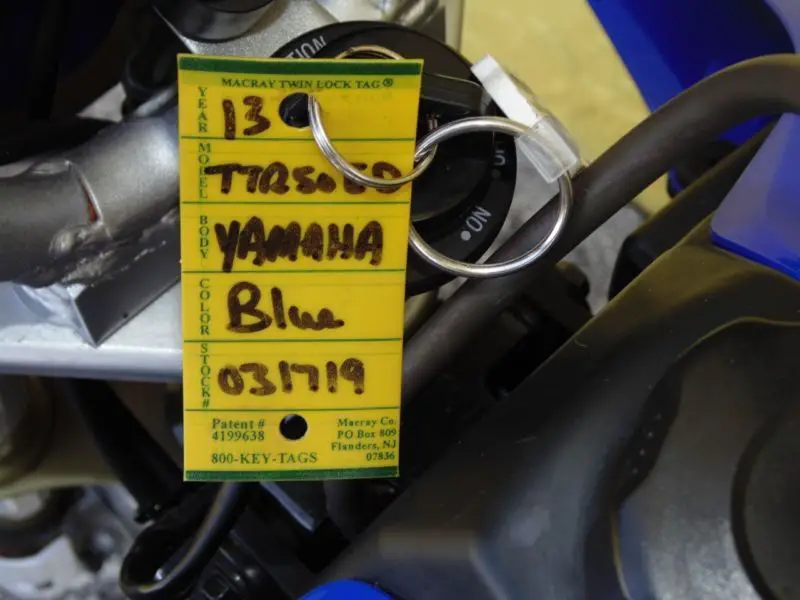 MACRAY TWIN LOCK TAG®
YEAR 13
MODEL TTR50ED
BODY YAMAHA
COLOR Blue
STOCK# 031719
Patent #
4199638
800-KEY-TAGS
Macray Co.
PO Box 809
Flanders, NJ
07836
ON